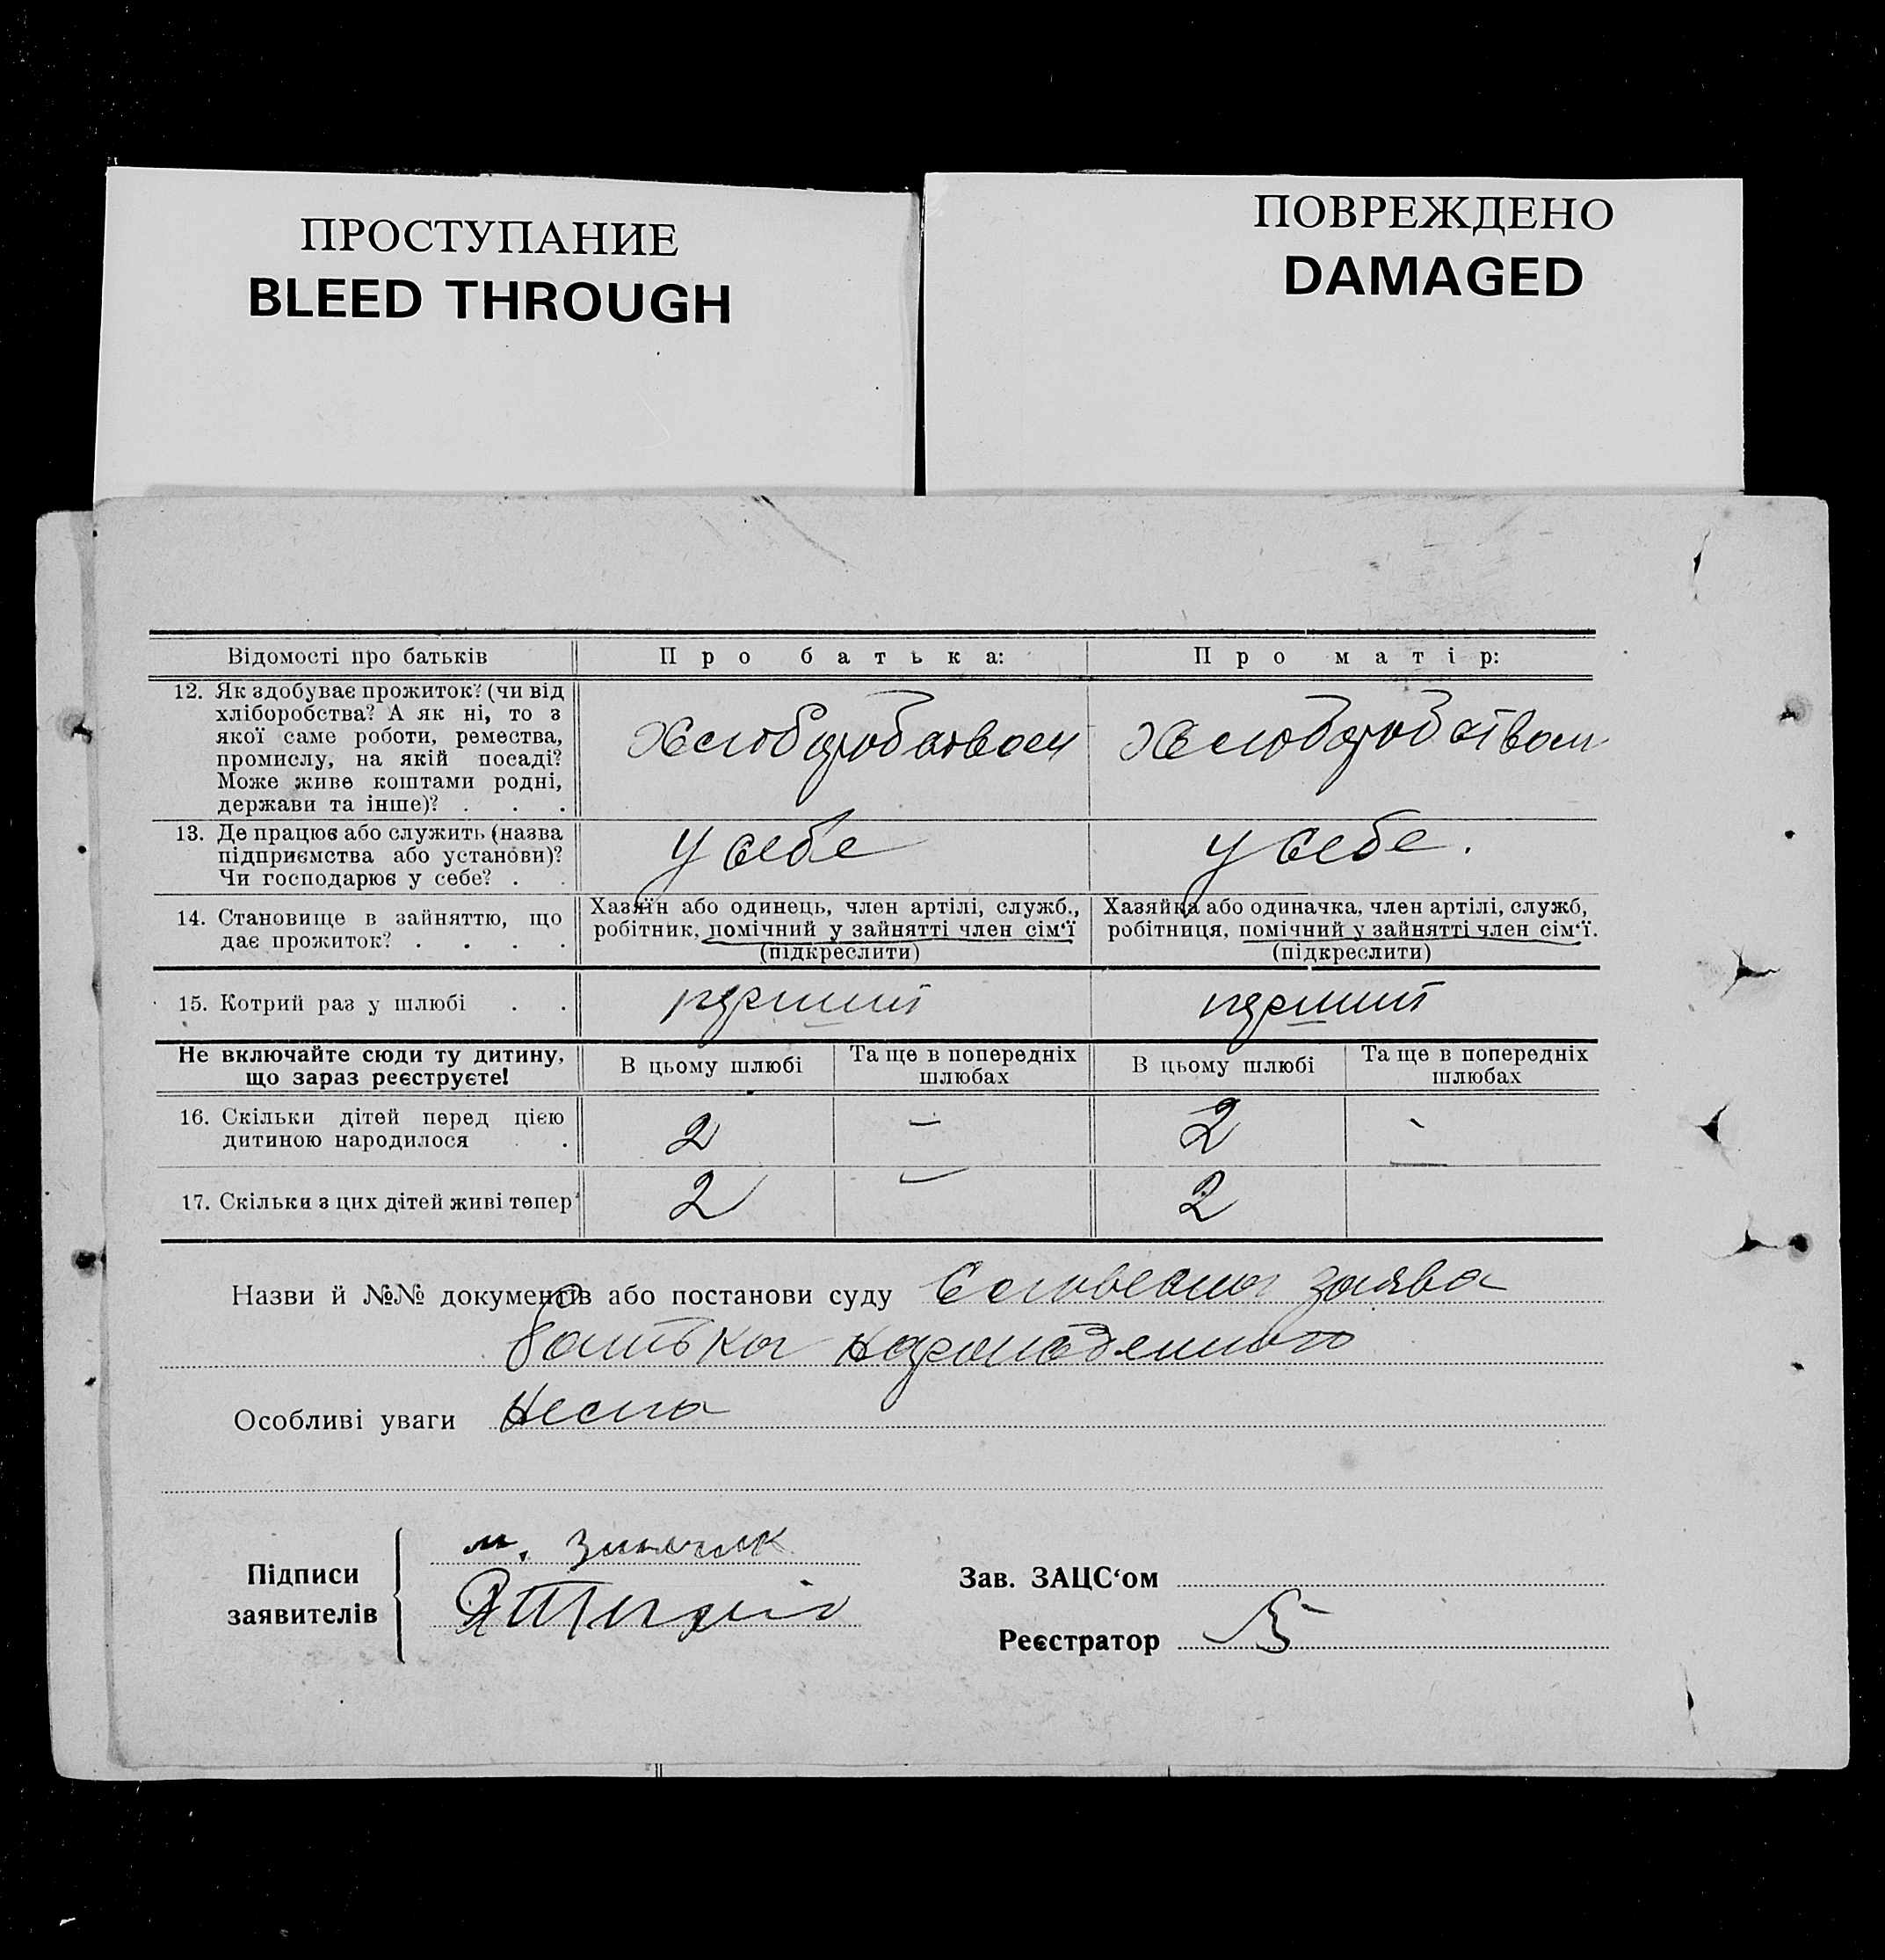 ПРОСТУПАНИЕ
BLEED THROUGH
ПОВРЕЖДЕНО
DAMAGED
Відомості про батьків
Про батька:
Про матір:
12. Як здобуває прожиток? (чи від
хліборобства? А як ні, то з
якої саме роботи, ремества,
промислу, на якій посаді?
Може живе коштами родні,
держави та інше)? . . .
13. Де працює або служить (назва
підприємства або установи)?
Чи господарює у себе? . .
у себе
у себе.
14. Становище в зайняттю, що
дає прожиток? . . . .
Хазяїн або одинець, член артілі, служб.,
робітник, помічний у зайнятті член сім‘ї
(підкреслити)
Хазяйка або одиначка, член артілі, служб,
робітниця, помічний у зайнятті член сім‘ї.
(підкреслити)
15. Котрий раз у шлюбі . .
перший
перший
Не включайте сюди ту дитину,
що зараз реєструєте!
В цьому шлюбі
Та ще в попередніх
шлюбах
В цьому шлюбі
Та ще в попередніх
шлюбах
16. Скільки дітей перед цією
дитиною народилося .
2
—
2
-
17. Скільки з цих дітей живі тепер
2
—
2
Назви й №№ документів або постанови суду Словесна заява
батька
Особливі уваги Нема
Підписи
заявителів
м.
Зав. ЗАЦС‘ом
Реєстратор